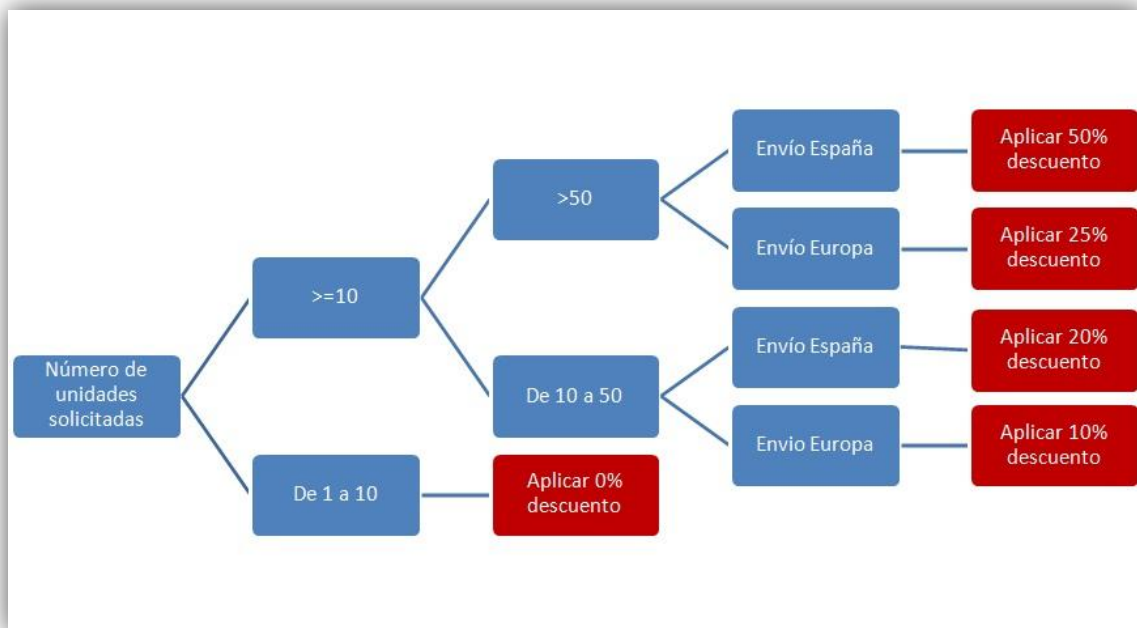 Número de
unidades
solicitadas
>=10
De 1 a 10
>50
De 10 a 50
Aplicar 0%
descuento
Envío España
Envío Europa
Envío España
Envio Europa
Aplicar 50%
descuento
Aplicar 25%
descuento
Aplicar 20%
descuento
Aplicar 10%
descuento